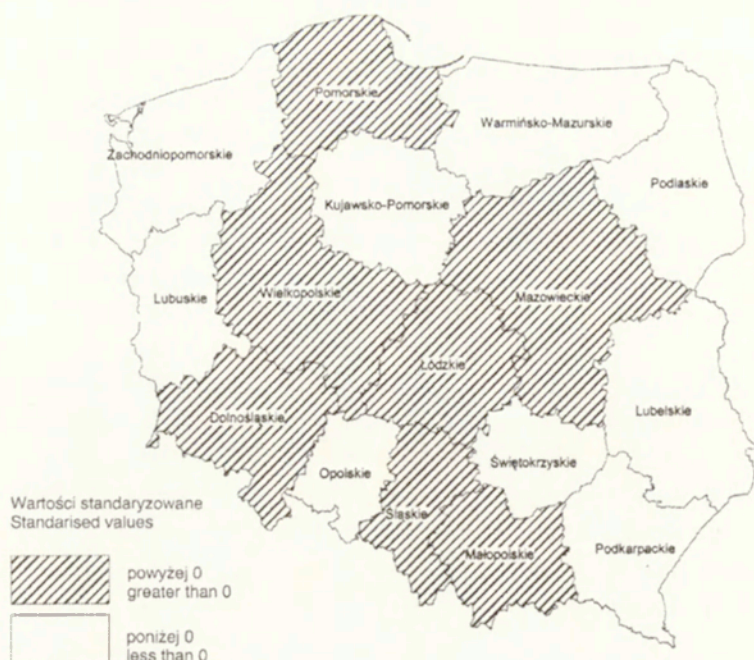 Pomorskie
Warmińsko-Mazurskie
Zachodniopomorskie
Podlaskie
Kujawsko-Pomorskie
Lubuskie
Wielkopolskie
Mazowieckie
Łódzkie
Lubelskie
Dolnośląskie
Opolskie
Świętokrzyskie
Śląskie
Małopolskie
Podkarpackie
Wartości standaryzowane
Standarised values
powyżej 0
greater than 0
poniżej 0
less than 0